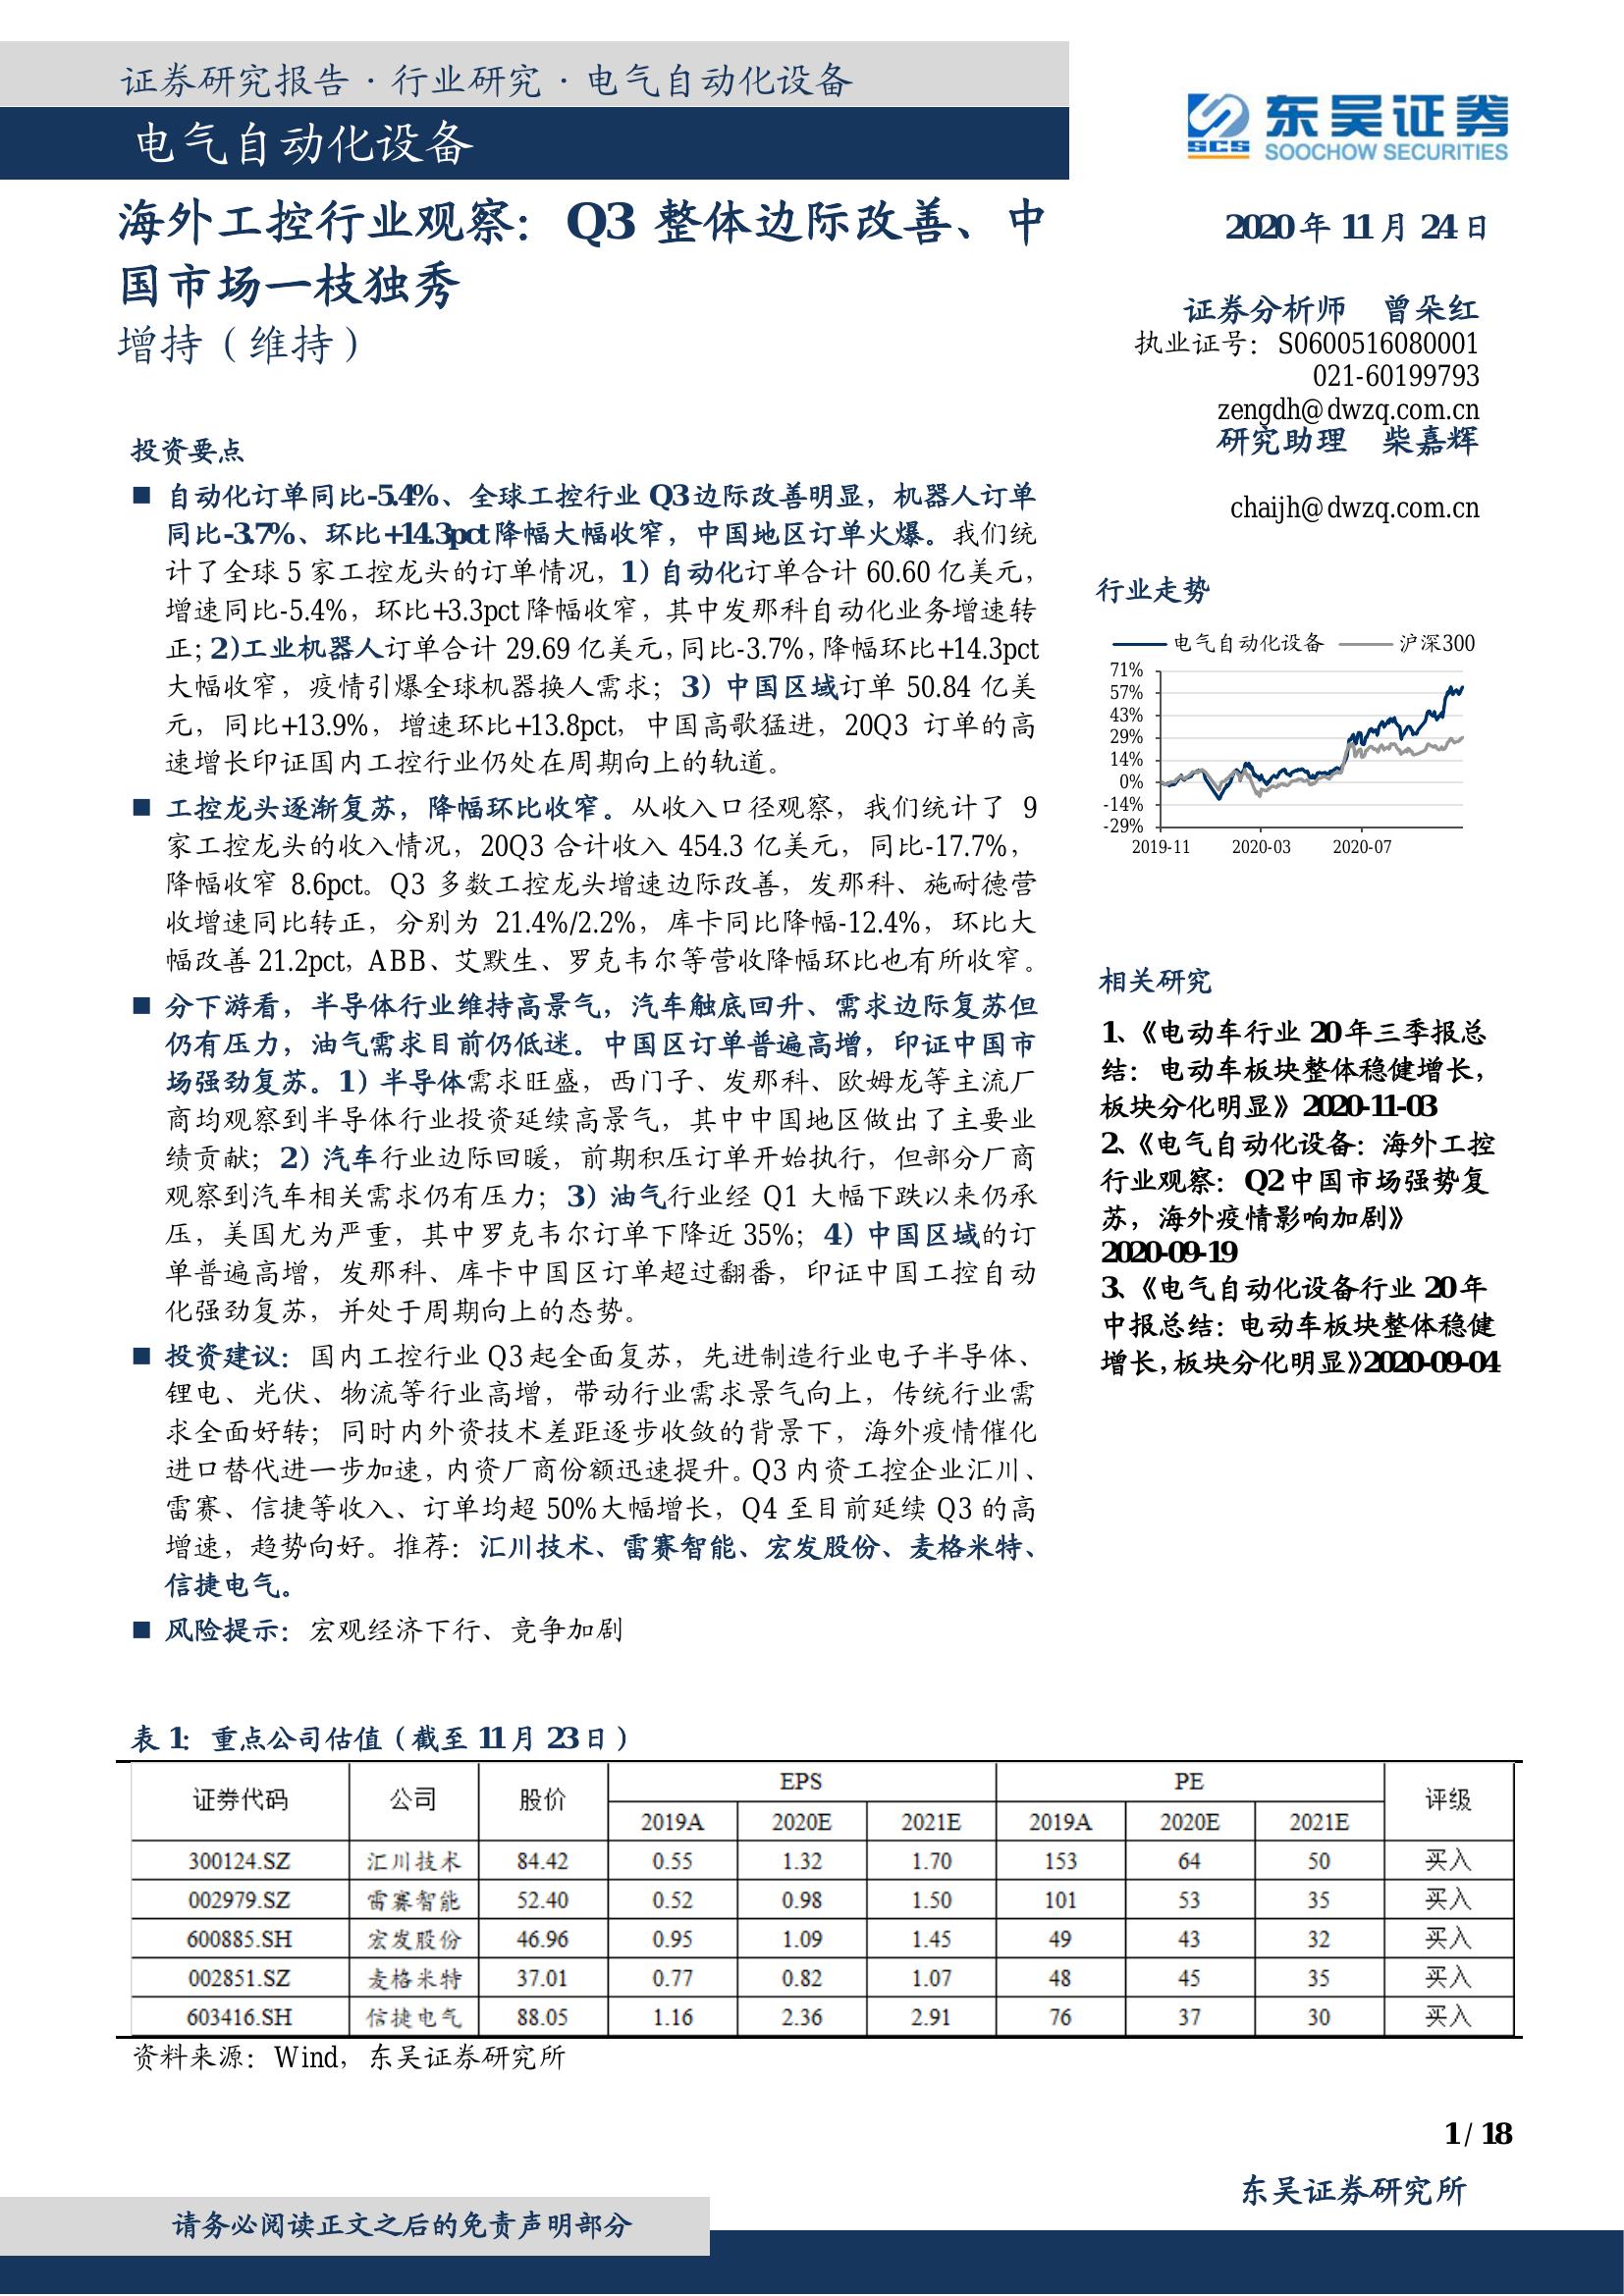 证券研究报告·行业研究·电气自动化设备
电气自动化设备
东吴证券
SCS
SOOCHOW SECURITIES
海外工控行业观察：Q3 整体边际改善、中
国市场一枝独秀
增持（维持）
2020 年 11 月 24 日
证券分析师 曾朵红
执业证号：S0600516080001
021-60199793
zengdh@dwzq.com.cn
研究助理 柴嘉辉
chaijh@dwzq.com.cn
投资要点
■ 自动化订单同比-5.4%、全球工控行业 Q3 边际改善明显，机器人订单
同比-3.7%、环比+14.3pct 降幅大幅收窄，中国地区订单火爆。我们统
计了全球 5 家工控龙头的订单情况，1）自动化订单合计 60.60 亿美元，
增速同比-5.4%，环比+3.3pct 降幅收窄，其中发那科自动化业务增速转
正；2)工业机器人订单合计 29.69 亿美元，同比-3.7%，降幅环比+14.3pct
大幅收窄，疫情引爆全球机器换人需求；3）中国区域订单 50.84 亿美
元，同比+13.9%，增速环比+13.8pct，中国高歌猛进，20Q3 订单的高
速增长印证国内工控行业仍处在周期向上的轨道。
■ 工控龙头逐渐复苏，降幅环比收窄。从收入口径观察，我们统计了 9
家工控龙头的收入情况，20Q3 合计收入 454.3 亿美元，同比-17.7%，
降幅收窄 8.6pct。Q3 多数工控龙头增速边际改善，发那科、施耐德营
收增速同比转正，分别为 21.4%/2.2%，库卡同比降幅-12.4%，环比大
幅改善 21.2pct，ABB、艾默生、罗克韦尔等营收降幅环比也有所收窄。
■ 分下游看，半导体行业维持高景气，汽车触底回升、需求边际复苏但
仍有压力，油气需求目前仍低迷。中国区订单普遍高增，印证中国市
场强劲复苏。1）半导体需求旺盛，西门子、发那科、欧姆龙等主流厂
商均观察到半导体行业投资延续高景气，其中中国地区做出了主要业
绩贡献；2）汽车行业边际回暖，前期积压订单开始执行，但部分厂商
观察到汽车相关需求仍有压力；3）油气行业经 Q1 大幅下跌以来仍承
压，美国尤为严重，其中罗克韦尔订单下降近 35%；4）中国区域的订
单普遍高增，发那科、库卡中国区订单超过翻番，印证中国工控自动
化强劲复苏，并处于周期向上的态势。
■ 投资建议：国内工控行业 Q3 起全面复苏，先进制造行业电子半导体、
锂电、光伏、物流等行业高增，带动行业需求景气向上，传统行业需
求全面好转；同时内外资技术差距逐步收敛的背景下，海外疫情催化
进口替代进一步加速，内资厂商份额迅速提升。Q3 内资工控企业汇川、
雷赛、信捷等收入、订单均超 50%大幅增长，Q4 至目前延续 Q3 的高
增速，趋势向好。推荐：汇川技术、雷赛智能、宏发股份、麦格米特、
信捷电气。
■ 风险提示：宏观经济下行、竞争加剧
行业走势
电气自动化设备 沪深300
71%
57%
43%
29%
14%
0%
-14%
-29%
2019-11 2020-03 2020-07
相关研究
1、《电动车行业 20 年三季报总
结：电动车板块整体稳健增长，
板块分化明显》2020-11-03
2、《电气自动化设备：海外工控
行业观察：Q2 中国市场强势复
苏，海外疫情影响加剧》
2020-09-19
3、《电气自动化设备行业 20 年
中报总结：电动车板块整体稳健
增长，板块分化明显》2020-09-04
表 1：重点公司估值（截至 11 月 23 日）
证券代码 公司 股价 EPS PE 评级
2019A 2020E 2021E 2019A 2020E 2021E
300124.SZ 汇川技术 84.42 0.55 1.32 1.70 153 64 50 买入
002979.SZ 雷赛智能 52.40 0.52 0.98 1.50 101 53 35 买入
600885.SH 宏发股份 46.96 0.95 1.09 1.45 49 43 32 买入
002851.SZ 麦格米特 37.01 0.77 0.82 1.07 48 45 35 买入
603416.SH 信捷电气 88.05 1.16 2.36 2.91 76 37 30 买入
资料来源：Wind，东吴证券研究所
1 / 18
东吴证券研究所
请务必阅读正文之后的免责声明部分